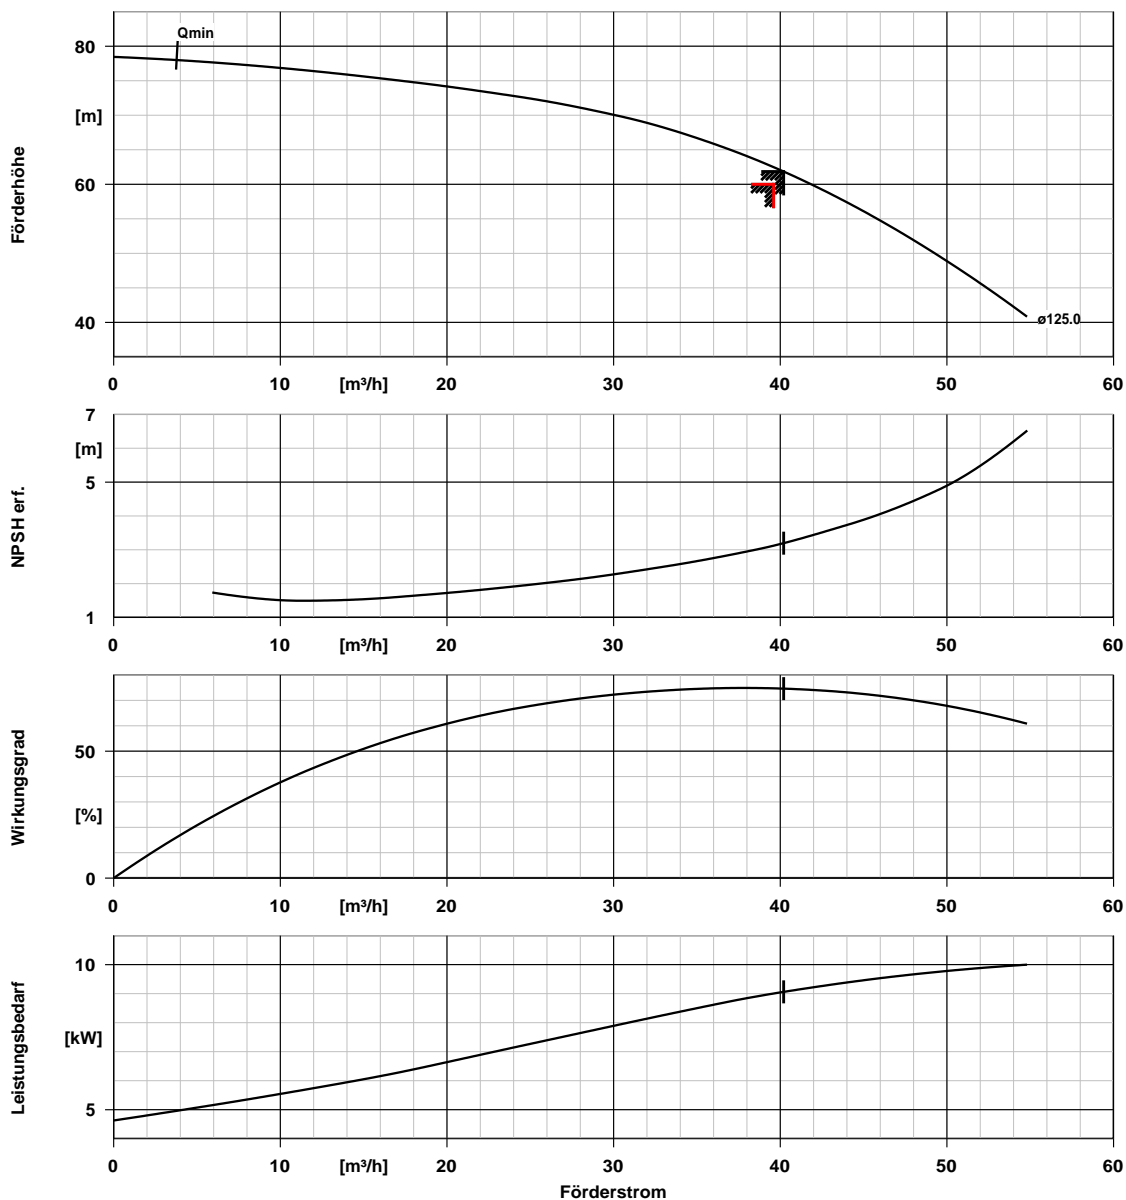 Qmin
80
[m]
Förderhöhe
60
40
ø125.0
0 10 [m³/h] 20 30 40 50 60
7
[m]
5
NPSH erf.
1
0 10 [m³/h] 20 30 40 50 60
Wirkungsgrad
50
[%]
0
0 10 [m³/h] 20 30 40 50 60
10
Leistungsbedarf
[kW]
5
0 10 [m³/h] 20 30 40 50 60
Förderstrom